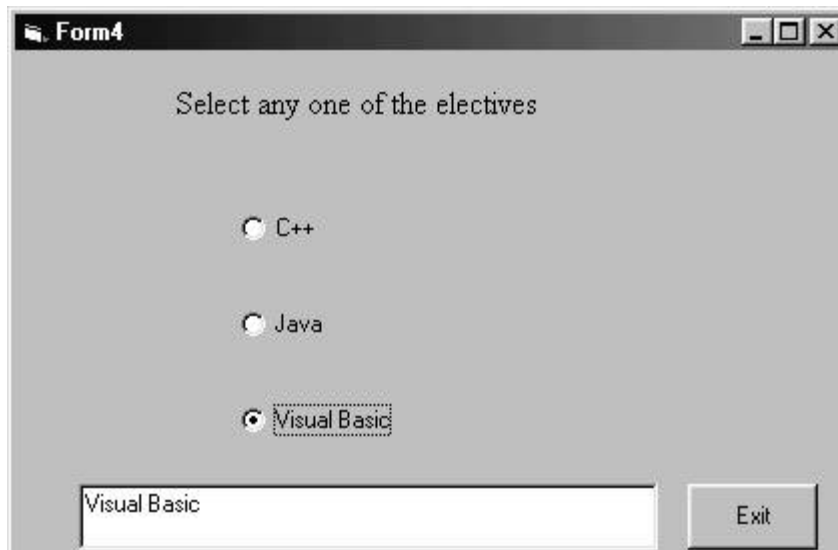 Form4
Select any one of the electives
C++
Java
Visual Basic
Visual Basic
Exit